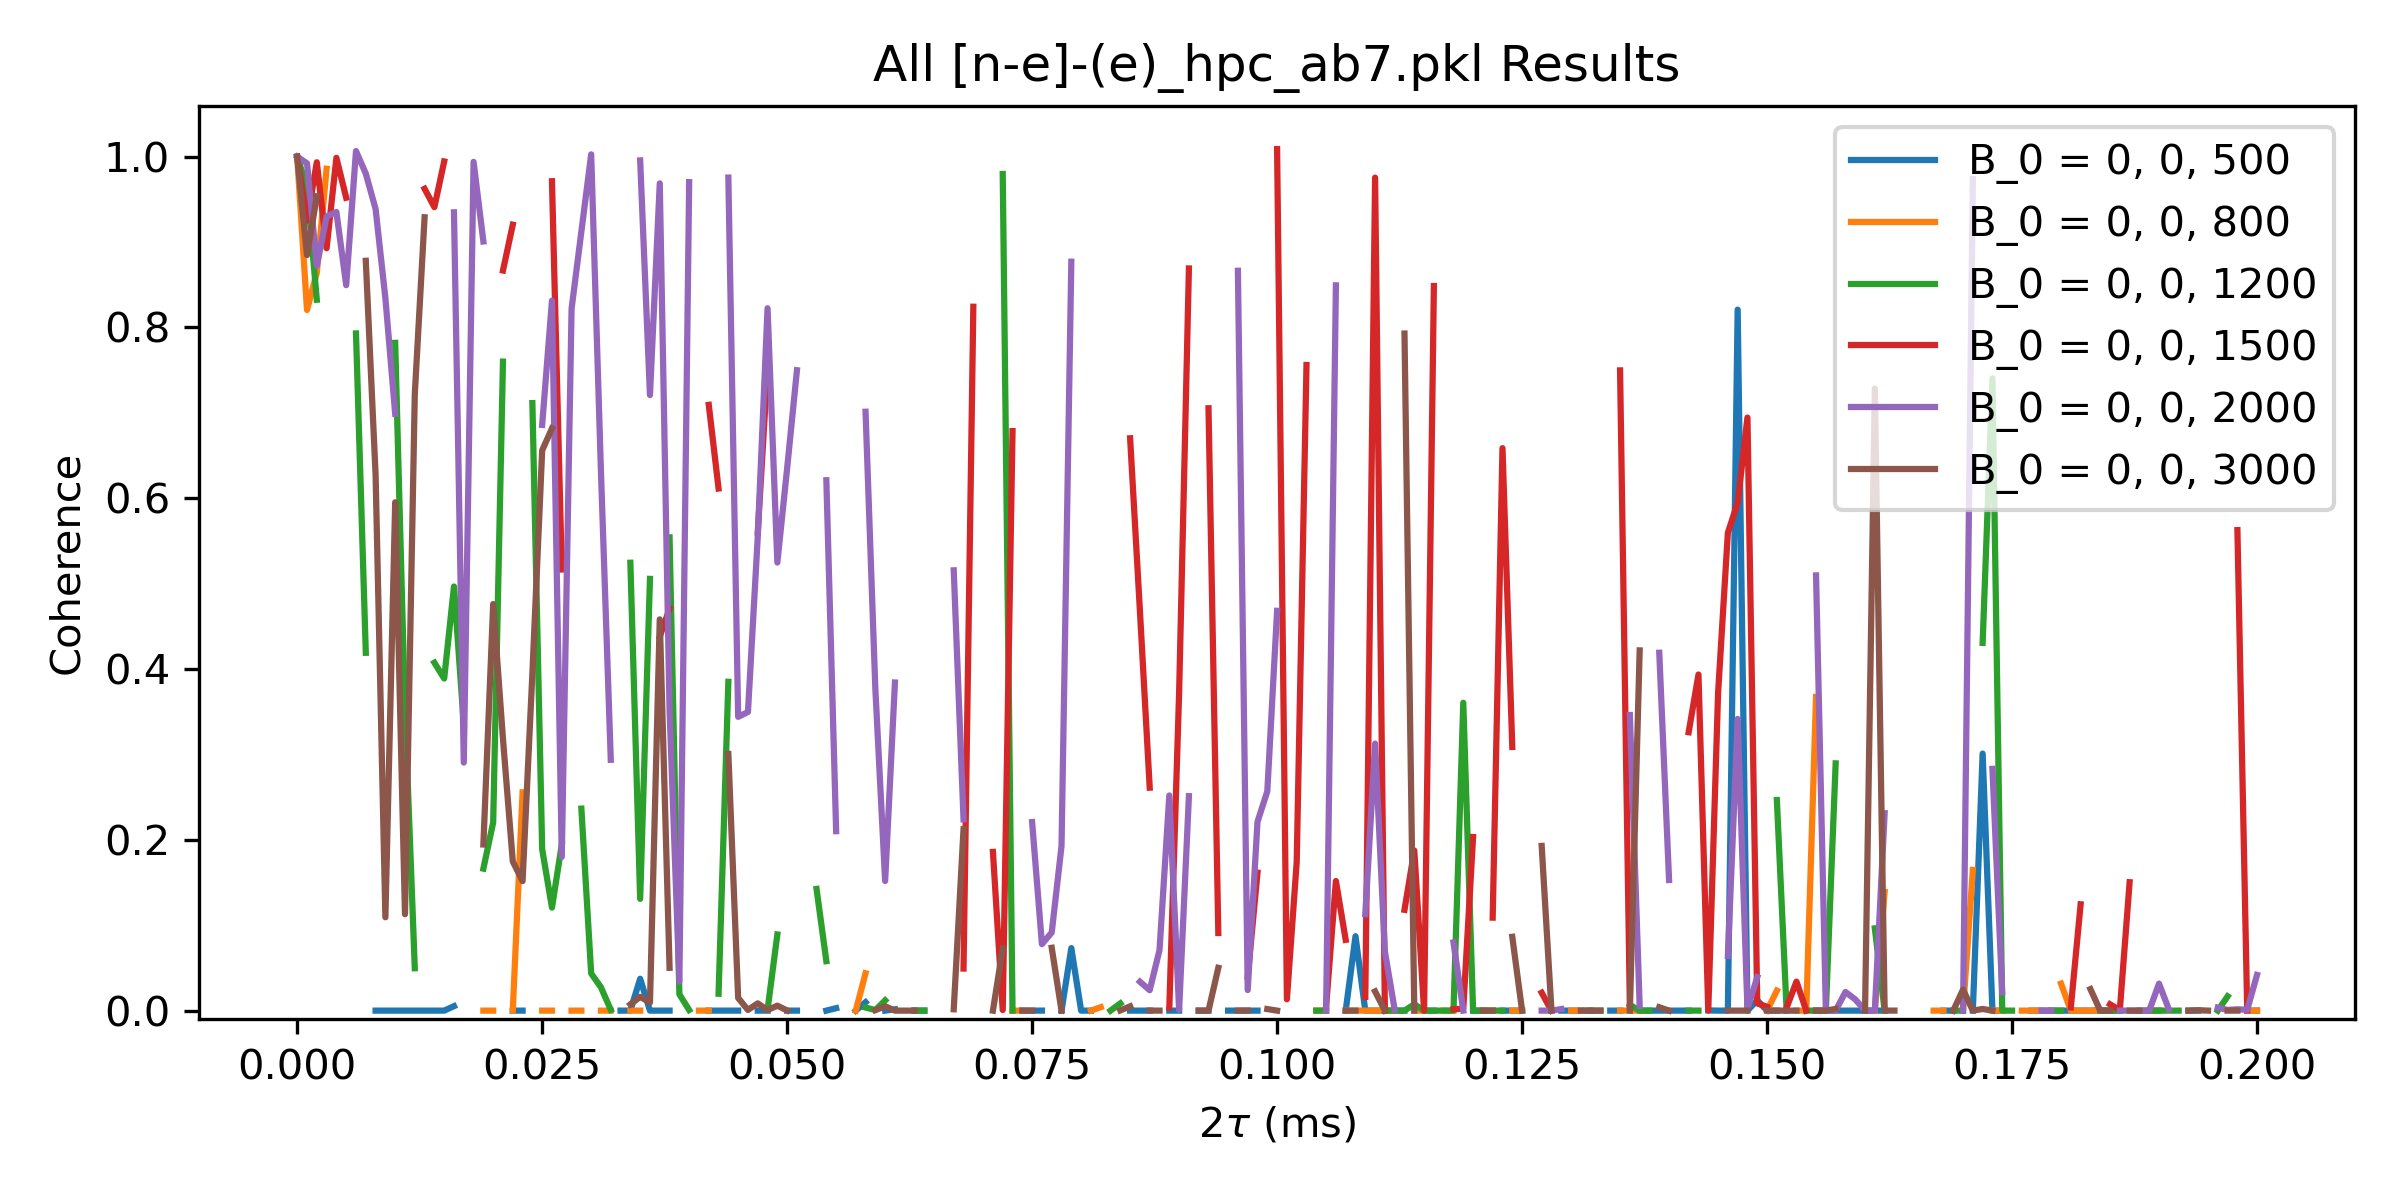 All [n-e]-(e)_hpc_ab7.pkl Results
Coherence
1.0
0.8
0.6
0.4
0.2
0.0
B_0 = 0, 0, 500
B_0 = 0, 0, 800
B_0 = 0, 0, 1200
B_0 = 0, 0, 1500
B_0 = 0, 0, 2000
B_0 = 0, 0, 3000
0.000 0.025 0.050 0.075 0.100 0.125 0.150 0.175 0.200
2τ (ms)